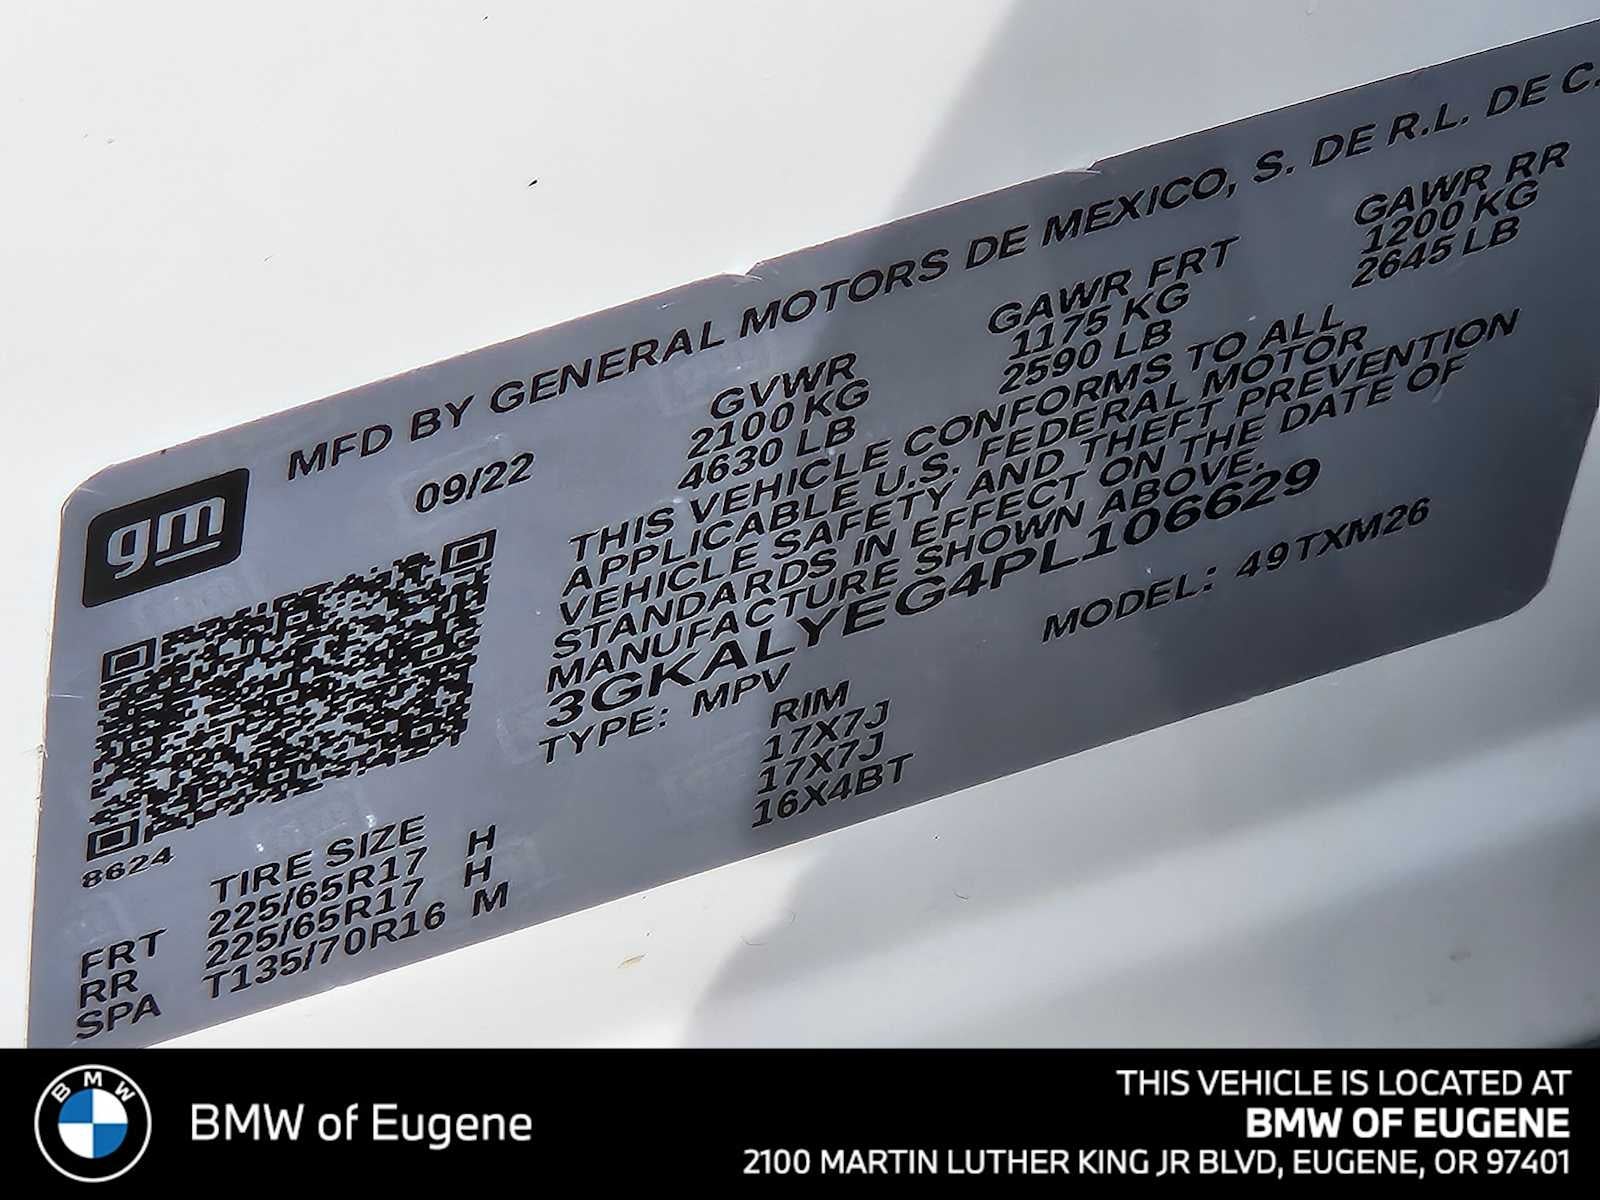 MFD BY GENERAL MOTORS DE MEXICO, S. DE R.L. DE C.
gm
09/22
GVWR
2100 KG
4630 LB
GAWR FRT
1175 KG
2590 LB
GAWR RR
1200 KG
2645 LB
THIS VEHICLE CONFORMS TO ALL
APPLICABLE U.S. FEDERAL MOTOR
VEHICLE SAFETY AND THEFT PREVENTION
STANDARDS IN EFFECT ON THE DATE OF
MANUFACTURE SHOWN ABOVE.
3GKALYEG4PL106629
TYPE: MPV
MODEL: 49TXM26
8624
TIRE SIZE
RIM
FRT 225/65R17 H 17X7J
RR 225/65R17 H 17X7J
SPA T135/70R16 M 16X4BT
BMW
BMW of Eugene
THIS VEHICLE IS LOCATED AT
BMW OF EUGENE
2100 MARTIN LUTHER KING JR BLVD, EUGENE, OR 97401